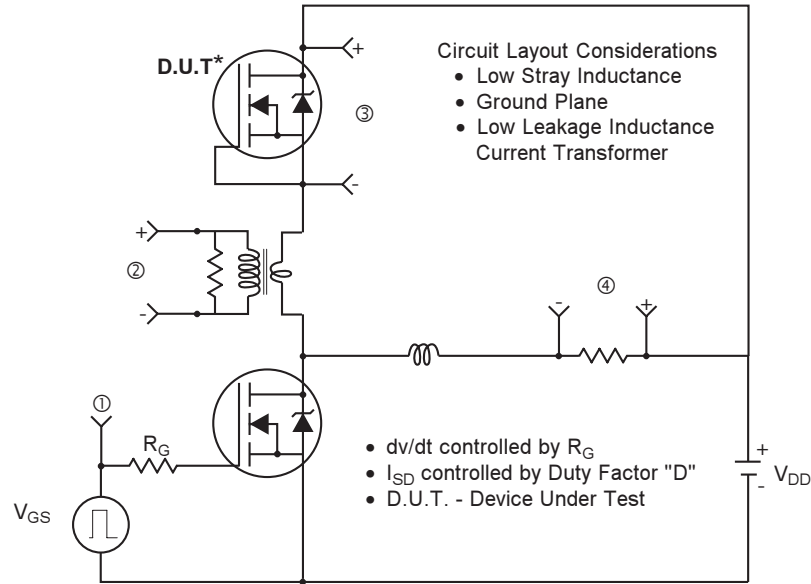 D.U.T*
+
③
-
Circuit Layout Considerations
• Low Stray Inductance
• Ground Plane
• Low Leakage Inductance
Current Transformer
+
②
-
-
④
+
①
R_G
V_GS
• dv/dt controlled by R_G
• I_SD controlled by Duty Factor "D"
• D.U.T. - Device Under Test
+
-
V_DD